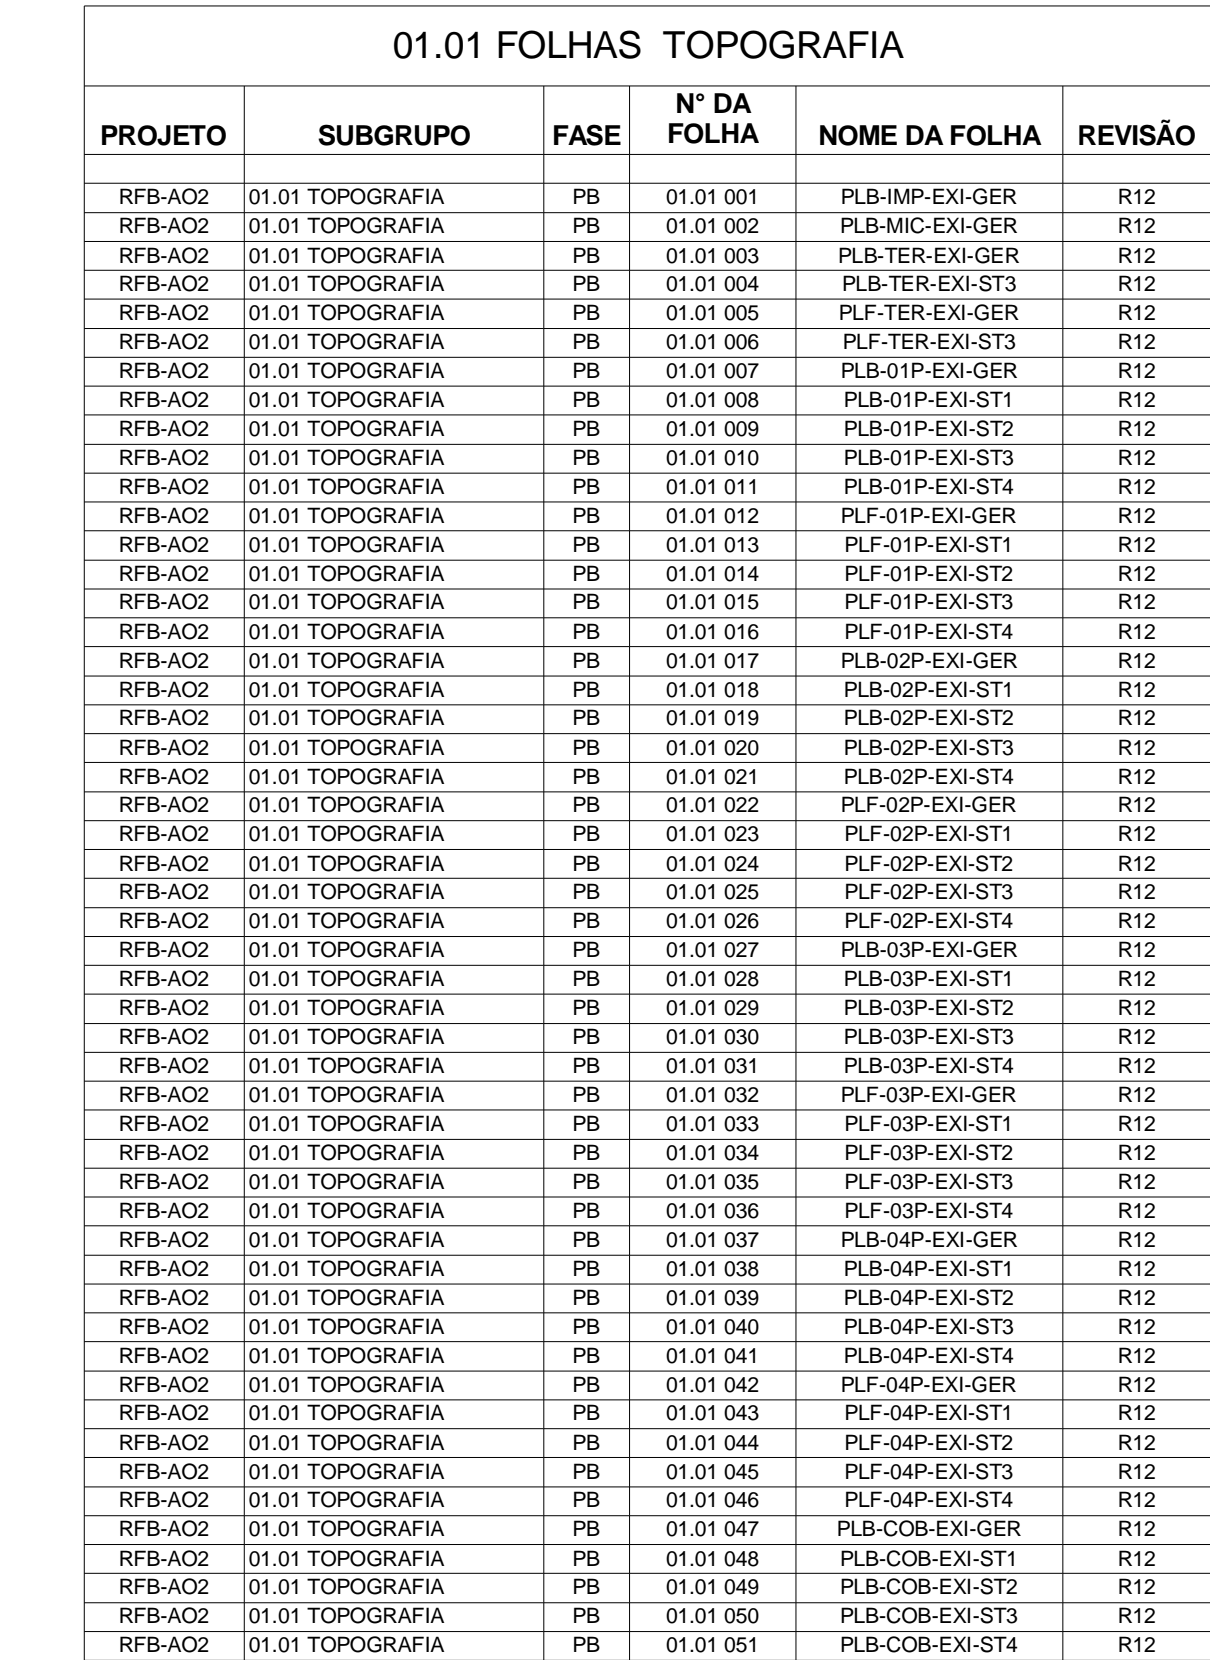 01.01 FOLHAS TOPOGRAFIA
PROJETO SUBGRUPO FASE N° DA FOLHA NOME DA FOLHA REVISÃO
RFB-AO2 01.01 TOPOGRAFIA PB 01.01 001 PLB-IMP-EXI-GER R12
RFB-AO2 01.01 TOPOGRAFIA PB 01.01 002 PLB-MIC-EXI-GER R12
RFB-AO2 01.01 TOPOGRAFIA PB 01.01 003 PLB-TER-EXI-GER R12
RFB-AO2 01.01 TOPOGRAFIA PB 01.01 004 PLB-TER-EXI-ST3 R12
RFB-AO2 01.01 TOPOGRAFIA PB 01.01 005 PLF-TER-EXI-GER R12
RFB-AO2 01.01 TOPOGRAFIA PB 01.01 006 PLF-TER-EXI-ST3 R12
RFB-AO2 01.01 TOPOGRAFIA PB 01.01 007 PLB-01P-EXI-GER R12
RFB-AO2 01.01 TOPOGRAFIA PB 01.01 008 PLB-01P-EXI-ST1 R12
RFB-AO2 01.01 TOPOGRAFIA PB 01.01 009 PLB-01P-EXI-ST2 R12
RFB-AO2 01.01 TOPOGRAFIA PB 01.01 010 PLB-01P-EXI-ST3 R12
RFB-AO2 01.01 TOPOGRAFIA PB 01.01 011 PLB-01P-EXI-ST4 R12
RFB-AO2 01.01 TOPOGRAFIA PB 01.01 012 PLF-01P-EXI-GER R12
RFB-AO2 01.01 TOPOGRAFIA PB 01.01 013 PLF-01P-EXI-ST1 R12
RFB-AO2 01.01 TOPOGRAFIA PB 01.01 014 PLF-01P-EXI-ST2 R12
RFB-AO2 01.01 TOPOGRAFIA PB 01.01 015 PLF-01P-EXI-ST3 R12
RFB-AO2 01.01 TOPOGRAFIA PB 01.01 016 PLF-01P-EXI-ST4 R12
RFB-AO2 01.01 TOPOGRAFIA PB 01.01 017 PLB-02P-EXI-GER R12
RFB-AO2 01.01 TOPOGRAFIA PB 01.01 018 PLB-02P-EXI-ST1 R12
RFB-AO2 01.01 TOPOGRAFIA PB 01.01 019 PLB-02P-EXI-ST2 R12
RFB-AO2 01.01 TOPOGRAFIA PB 01.01 020 PLB-02P-EXI-ST3 R12
RFB-AO2 01.01 TOPOGRAFIA PB 01.01 021 PLB-02P-EXI-ST4 R12
RFB-AO2 01.01 TOPOGRAFIA PB 01.01 022 PLF-02P-EXI-GER R12
RFB-AO2 01.01 TOPOGRAFIA PB 01.01 023 PLF-02P-EXI-ST1 R12
RFB-AO2 01.01 TOPOGRAFIA PB 01.01 024 PLF-02P-EXI-ST2 R12
RFB-AO2 01.01 TOPOGRAFIA PB 01.01 025 PLF-02P-EXI-ST3 R12
RFB-AO2 01.01 TOPOGRAFIA PB 01.01 026 PLF-02P-EXI-ST4 R12
RFB-AO2 01.01 TOPOGRAFIA PB 01.01 027 PLB-03P-EXI-GER R12
RFB-AO2 01.01 TOPOGRAFIA PB 01.01 028 PLB-03P-EXI-ST1 R12
RFB-AO2 01.01 TOPOGRAFIA PB 01.01 029 PLB-03P-EXI-ST2 R12
RFB-AO2 01.01 TOPOGRAFIA PB 01.01 030 PLB-03P-EXI-ST3 R12
RFB-AO2 01.01 TOPOGRAFIA PB 01.01 031 PLB-03P-EXI-ST4 R12
RFB-AO2 01.01 TOPOGRAFIA PB 01.01 032 PLF-03P-EXI-GER R12
RFB-AO2 01.01 TOPOGRAFIA PB 01.01 033 PLF-03P-EXI-ST1 R12
RFB-AO2 01.01 TOPOGRAFIA PB 01.01 034 PLF-03P-EXI-ST2 R12
RFB-AO2 01.01 TOPOGRAFIA PB 01.01 035 PLF-03P-EXI-ST3 R12
RFB-AO2 01.01 TOPOGRAFIA PB 01.01 036 PLF-03P-EXI-ST4 R12
RFB-AO2 01.01 TOPOGRAFIA PB 01.01 037 PLB-04P-EXI-GER R12
RFB-AO2 01.01 TOPOGRAFIA PB 01.01 038 PLB-04P-EXI-ST1 R12
RFB-AO2 01.01 TOPOGRAFIA PB 01.01 039 PLB-04P-EXI-ST2 R12
RFB-AO2 01.01 TOPOGRAFIA PB 01.01 040 PLB-04P-EXI-ST3 R12
RFB-AO2 01.01 TOPOGRAFIA PB 01.01 041 PLB-04P-EXI-ST4 R12
RFB-AO2 01.01 TOPOGRAFIA PB 01.01 042 PLF-04P-EXI-GER R12
RFB-AO2 01.01 TOPOGRAFIA PB 01.01 043 PLF-04P-EXI-ST1 R12
RFB-AO2 01.01 TOPOGRAFIA PB 01.01 044 PLF-04P-EXI-ST2 R12
RFB-AO2 01.01 TOPOGRAFIA PB 01.01 045 PLF-04P-EXI-ST3 R12
RFB-AO2 01.01 TOPOGRAFIA PB 01.01 046 PLF-04P-EXI-ST4 R12
RFB-AO2 01.01 TOPOGRAFIA PB 01.01 047 PLB-COB-EXI-GER R12
RFB-AO2 01.01 TOPOGRAFIA PB 01.01 048 PLB-COB-EXI-ST1 R12
RFB-AO2 01.01 TOPOGRAFIA PB 01.01 049 PLB-COB-EXI-ST2 R12
RFB-AO2 01.01 TOPOGRAFIA PB 01.01 050 PLB-COB-EXI-ST3 R12
RFB-AO2 01.01 TOPOGRAFIA PB 01.01 051 PLB-COB-EXI-ST4 R12